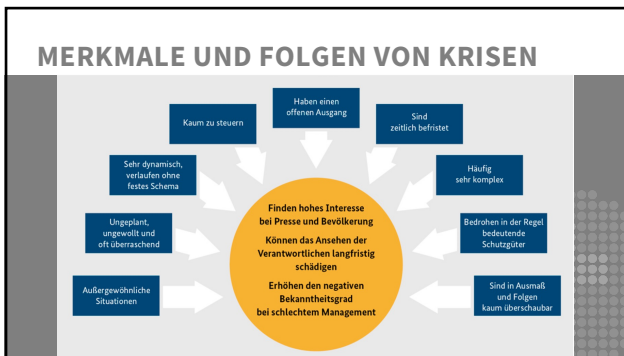 MERKMALE UND FOLGEN VON KRISEN
Haben einen
offenen Ausgang
Kaum zu steuern
Sind
zeitlich befristet
Sehr dynamisch,
verlaufen ohne
festes Schema
Häufig
sehr komplex
Ungeplant,
ungewollt und
oft überraschend
Bedrohen in der Regel
bedeutende
Schutzgüter
Außergewöhnliche
Situationen
Sind in Ausmaß
und Folgen
kaum überschaubar
Finden hohes Interesse
bei Presse und Bevölkerung
Können das Ansehen der
Verantwortlichen langfristig
schädigen
Erhöhen den negativen
Bekanntheitsgrad
bei schlechtem Management